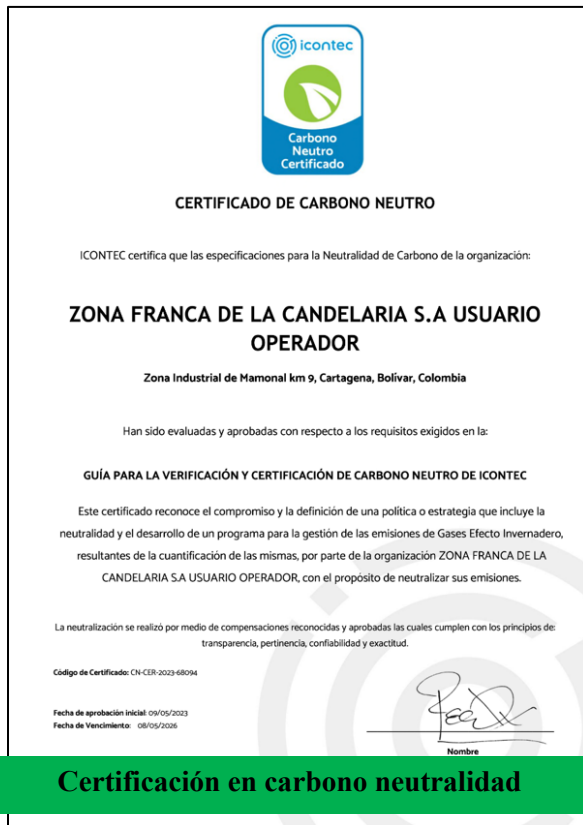 icontec
Carbono
Neutro
Certificado
CERTIFICADO DE CARBONO NEUTRO
ICONTEC certifica que las especificaciones para la Neutralidad de Carbono de la organización:
ZONA FRANCA DE LA CANDELARIA S.A USUARIO
OPERADOR
Zona Industrial de Mamonal km 9, Cartagena, Bolívar, Colombia
Han sido evaluadas y aprobadas con respecto a los requisitos exigidos en la:
GUÍA PARA LA VERIFICACIÓN Y CERTIFICACIÓN DE CARBONO NEUTRO DE ICONTEC
Este certificado reconoce el compromiso y la definición de una política o estrategia que incluye la
neutralidad y el desarrollo de un programa para la gestión de las emisiones de Gases Efecto Invernadero,
resultantes de la cuantificación de las mismas, por parte de la organización ZONA FRANCA DE LA
CANDELARIA S.A USUARIO OPERADOR, con el propósito de neutralizar sus emisiones.
La neutralización se realizó por medio de compensaciones reconocidas y aprobadas las cuales cumplen con los principios de:
transparencia, pertinencia, confiabilidad y exactitud.
Código de Certificado: CN-CER-2023-68094
Fecha de aprobación inicial: 09/05/2023
Fecha de Vencimiento: 08/05/2026
Nombre
Certificación en carbono neutralidad